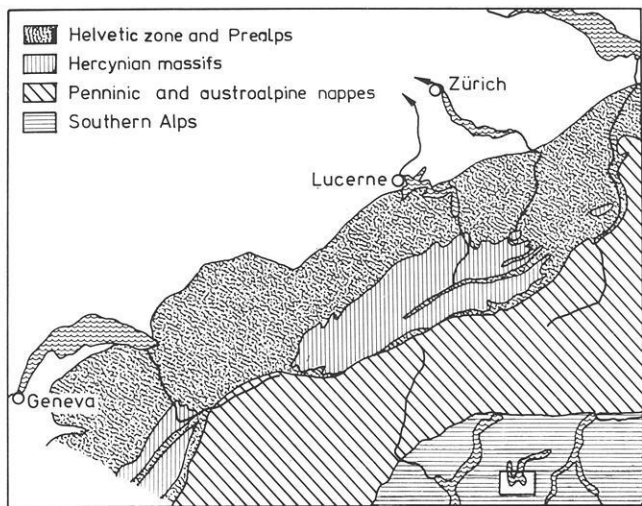 Helvetic zone and Prealps
Hercynian massifs
Penninic and austroalpine nappes
Southern Alps
Zürich
Lucerne
Geneva